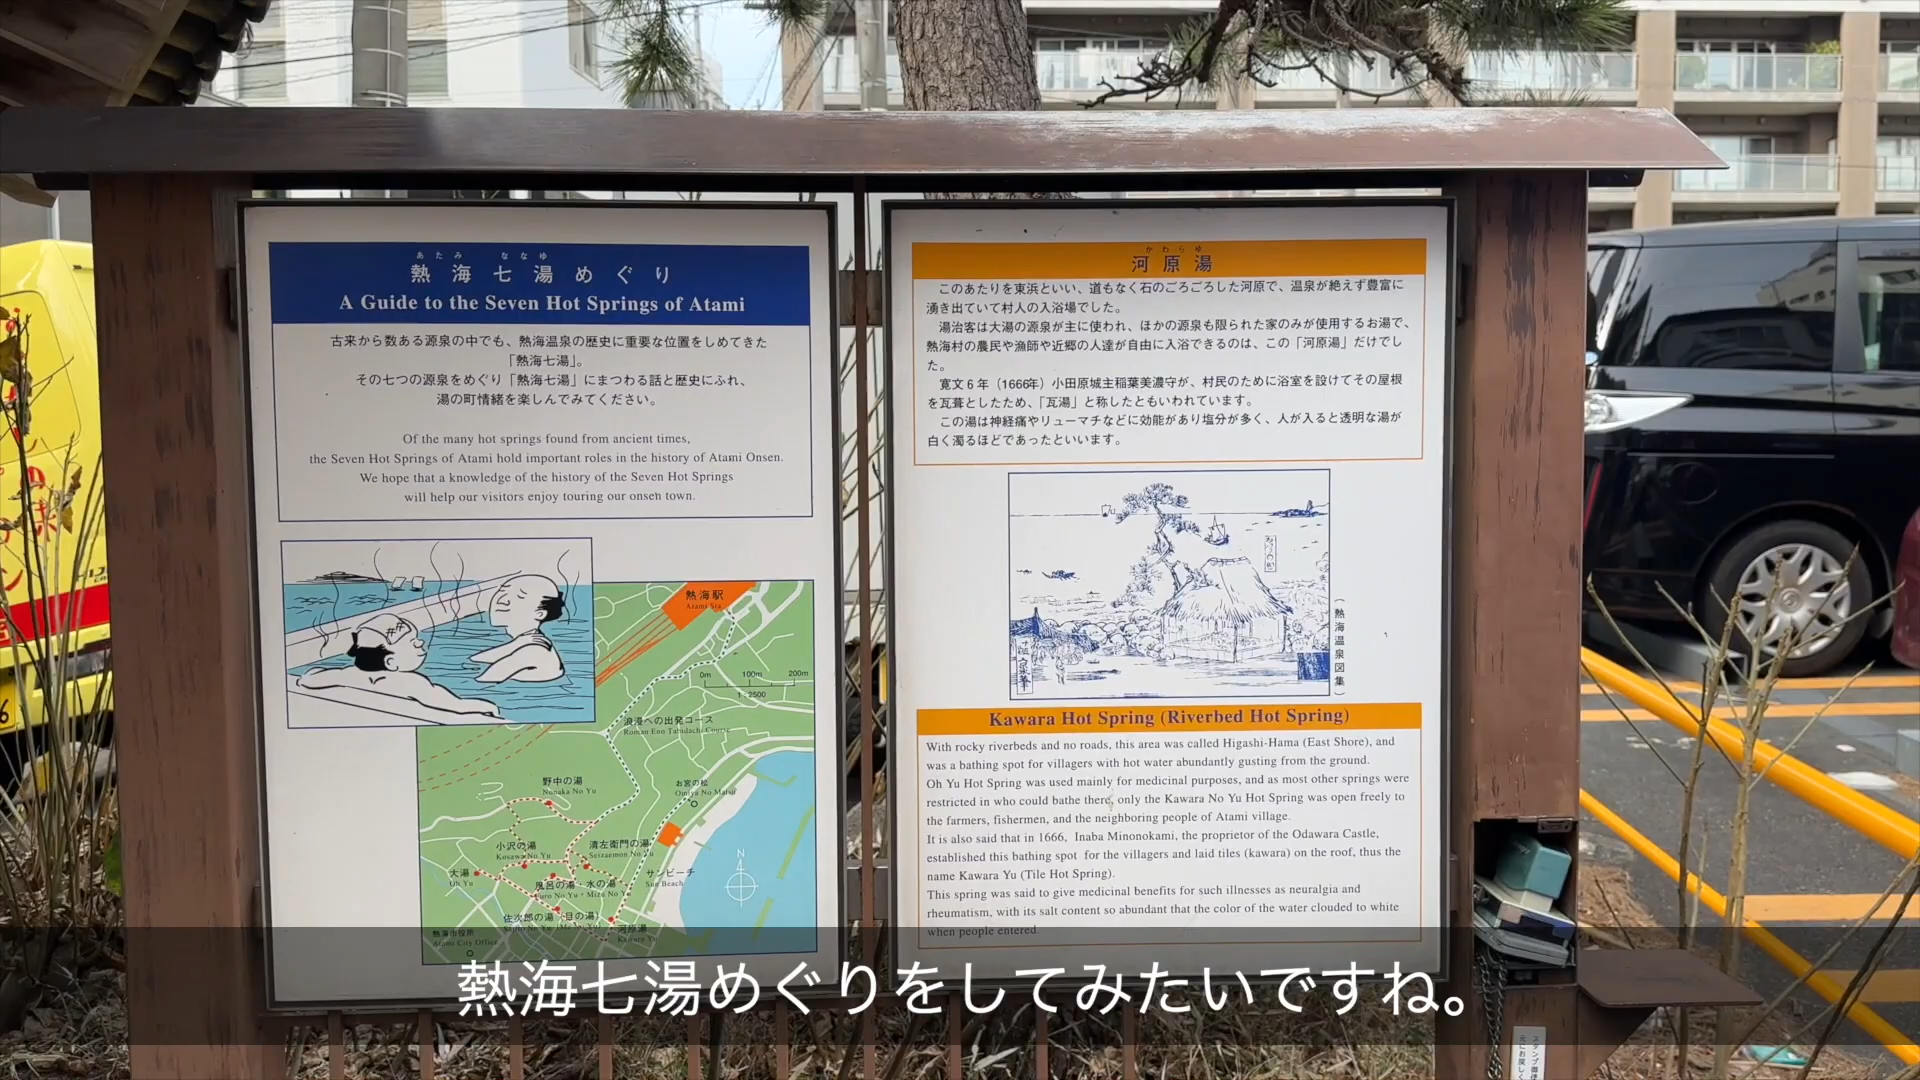 あたみ ななゆ
熱海七湯めぐり
A Guide to the Seven Hot Springs of Atami
古来から数ある源泉の中でも、熱海温泉の歴史に重要な位置をしめてきた
「熱海七湯」。
その七つの源泉をめぐり「熱海七湯」にまつわる話と歴史にふれ、
湯の町情緒を楽しんでみてください。
Of the many hot springs found from ancient times,
the Seven Hot Springs of Atami hold important roles in the history of Atami Onsen.
We hope that a knowledge of the history of the Seven Hot Springs
will help our visitors enjoy touring our onsen town.
熱海駅
Atami Sta.
0m 100m 200m
1:2500
浪漫への出発コース
Roman Eno Tabidachi Course
野中の湯
Nonaka No Yu
お宮の松
Omiya No Matsu
小沢の湯
Kosawa No Yu
清左衛門の湯
Seizaemon No Yu
大湯
Oh Yu
風呂の湯・水の湯
Furo No Yu・Mizu No Yu
サンビーチ
Sun Beach
N
佐次郎の湯（目の湯）
河原湯
Kawara Yu
熱海市役所
Atami City Office
かわらゆ
河原湯
このあたりを東浜といい、道もなく石のごろごろした河原で、温泉が絶えず豊富に
湧き出ていて村人の入浴場でした。
湯治客は大湯の源泉が主に使われ、ほかの源泉も限られた家のみが使用するお湯で、
熱海村の農民や漁師や近郷の人達が自由に入浴できるのは、この「河原湯」だけでし
た。
寛文6年（1666年）小田原城主稲葉美濃守が、村民のために浴室を設けてその屋根
を瓦葺としたため、「瓦湯」と称したともいわれています。
この湯は神経痛やリューマチなどに効能があり塩分が多く、人が入ると透明な湯が
白く濁るほどであったといいます。
（熱海温泉図集）
Kawara Hot Spring (Riverbed Hot Spring)
With rocky riverbeds and no roads, this area was called Higashi-Hama (East Shore), and
was a bathing spot for villagers with hot water abundantly gusting from the ground.
Oh Yu Hot Spring was used mainly for medicinal purposes, and as most other springs were
restricted in who could bathe there, only the Kawara No Yu Hot Spring was open freely to
the farmers, fishermen, and the neighboring people of Atami village.
It is also said that in 1666, Inaba Minonokami, the proprietor of the Odawara Castle,
established this bathing spot for the villagers and laid tiles (kawara) on the roof, thus the
name Kawara Yu (Tile Hot Spring).
This spring was said to give medicinal benefits for such illnesses as neuralgia and
rheumatism, with its salt content so abundant that the color of the water clouded to white
when people entered.
熱海七湯めぐりをしてみたいですね。